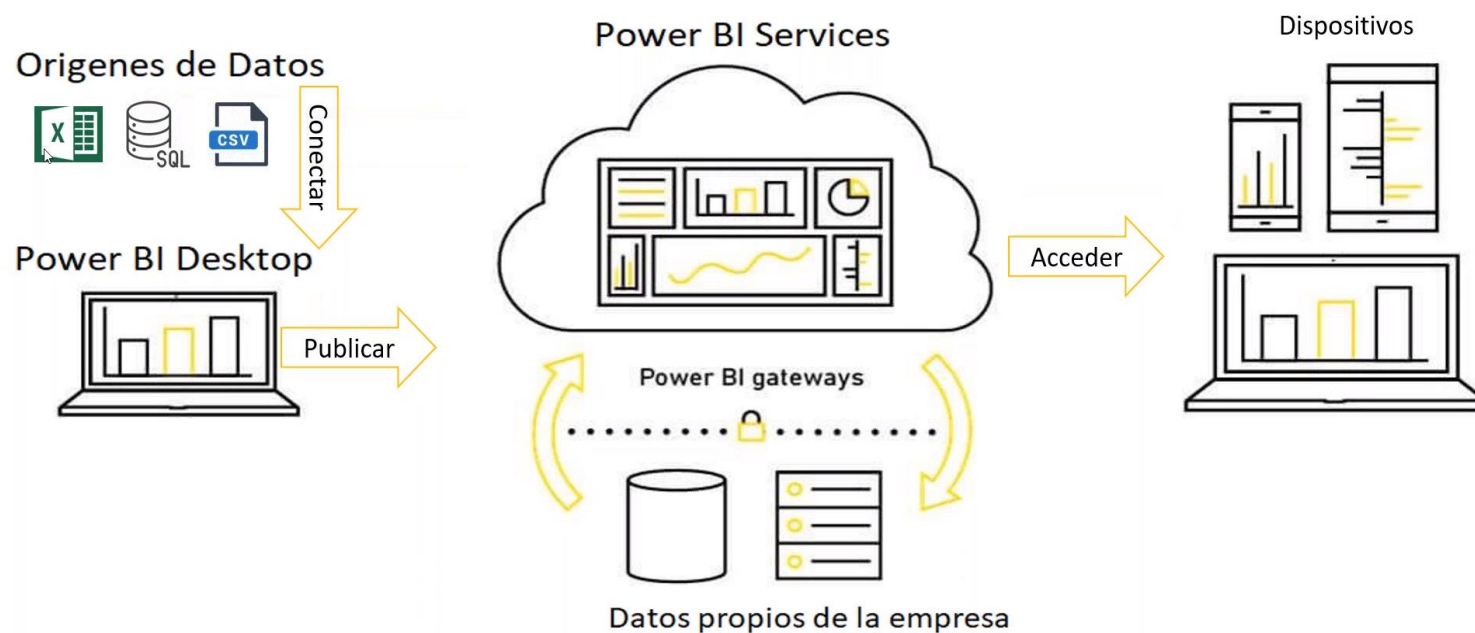 Origenes de Datos
X
SQL
CSV
Conectar
Power BI Desktop
Publicar
Power BI Services
Power BI gateways
Datos propios de la empresa
Acceder
Dispositivos